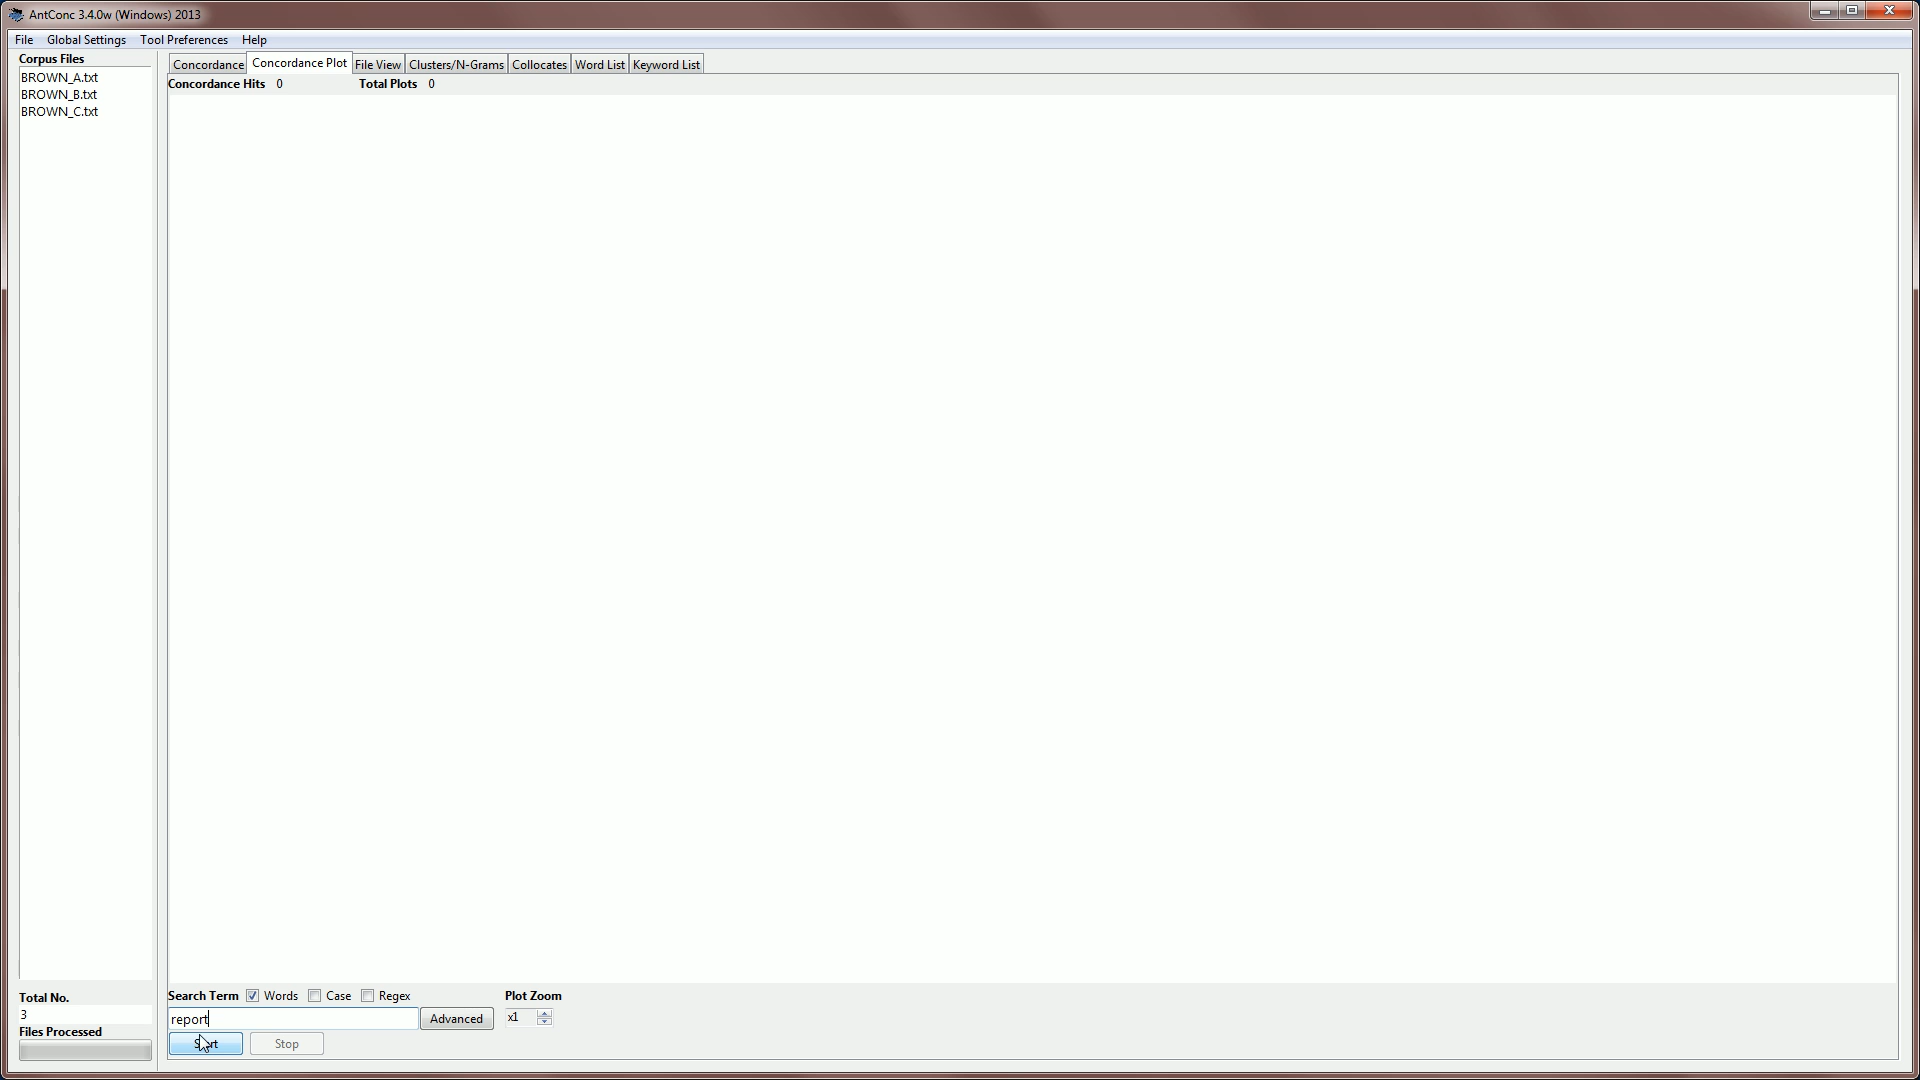 AntConc 3.4.0w (Windows) 2013
File Global Settings Tool Preferences Help
Corpus Files
BROWN_A.txt
BROWN_B.txt
BROWN_C.txt
Concordance Concordance Plot File View Clusters/N-Grams Collocates Word List Keyword List
Concordance Hits 0 Total Plots 0
Total No.
3
Files Processed
Search Term Words Case Regex Plot Zoom
report Advanced x1
Stop